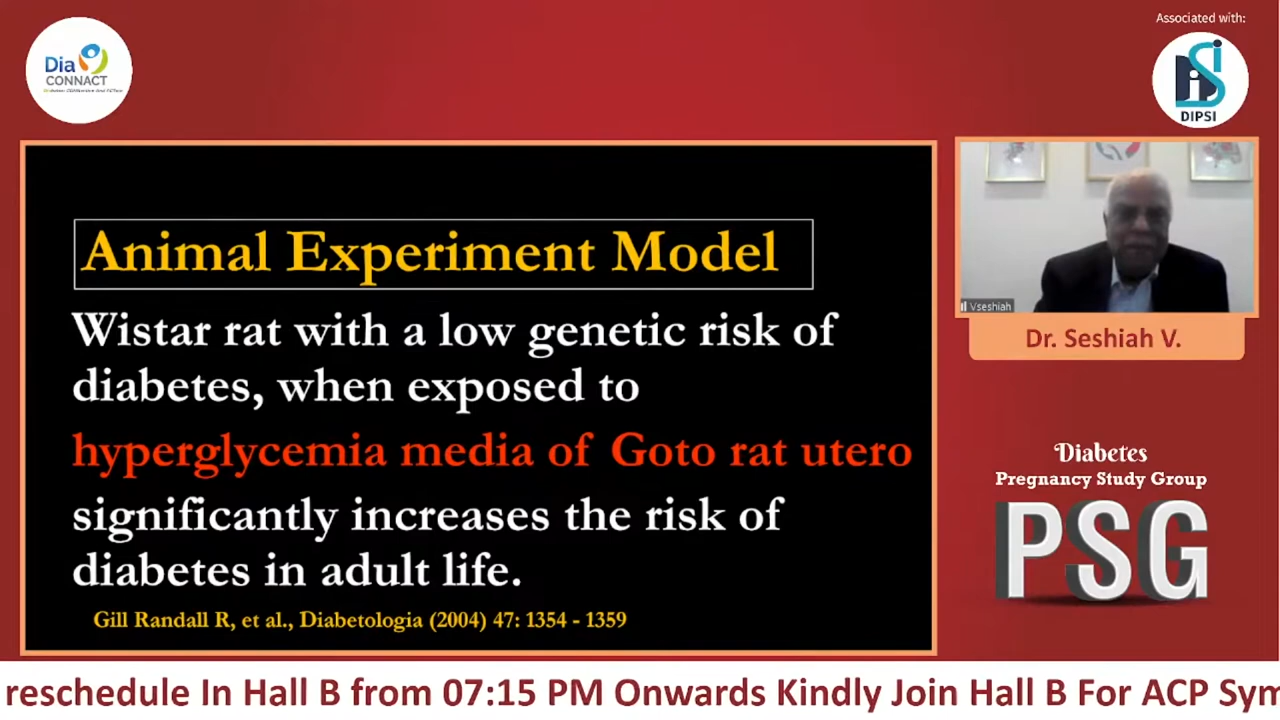 Associated with:
Dia
CONNACT
DiSi
DIPSI
Animal Experiment Model
Wistar rat with a low genetic risk of
diabetes, when exposed to
hyperglycemia media of Goto rat utero
significantly increases the risk of
diabetes in adult life.
Gill Randall R, et al., Diabetologia (2004) 47: 1354 - 1359
Vseshiah
Dr. Seshiah V.
Diabetes
Pregnancy Study Group
PSG
reschedule In Hall B from 07:15 PM Onwards Kindly Join Hall B For ACP Sym